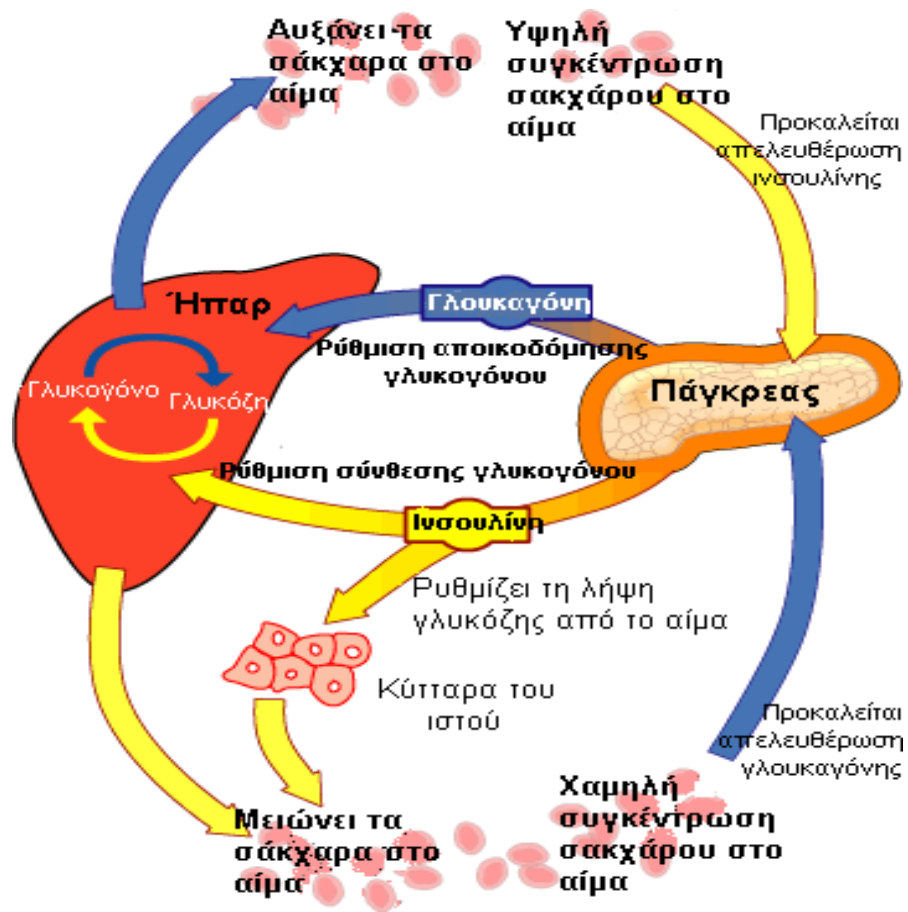 Αυξάνει τα
σάκχαρα στο
αίμα
Υψηλή
συγκέντρωση
σακχάρου στο
αίμα
Προκαλείται
απελευθέρωση
ινσουλίνης
Ήπαρ
Γλουκαγόνη
Ρύθμιση αποικοδόμησης
γλυκογόνου
Πάγκρεας
Γλυκογόνο
Γλυκόζη
Ρύθμιση σύνθεσης γλυκογόνου
Ινσουλίνη
Ρυθμίζει τη λήψη
γλυκόζης από το αίμα
Κύτταρα του
ιστού
Προκαλείται
απελευθέρωση
γλουκαγόνης
Μειώνει τα
σάκχαρα στο
αίμα
Χαμηλή
συγκέντρωση
σακχάρου στο
αίμα